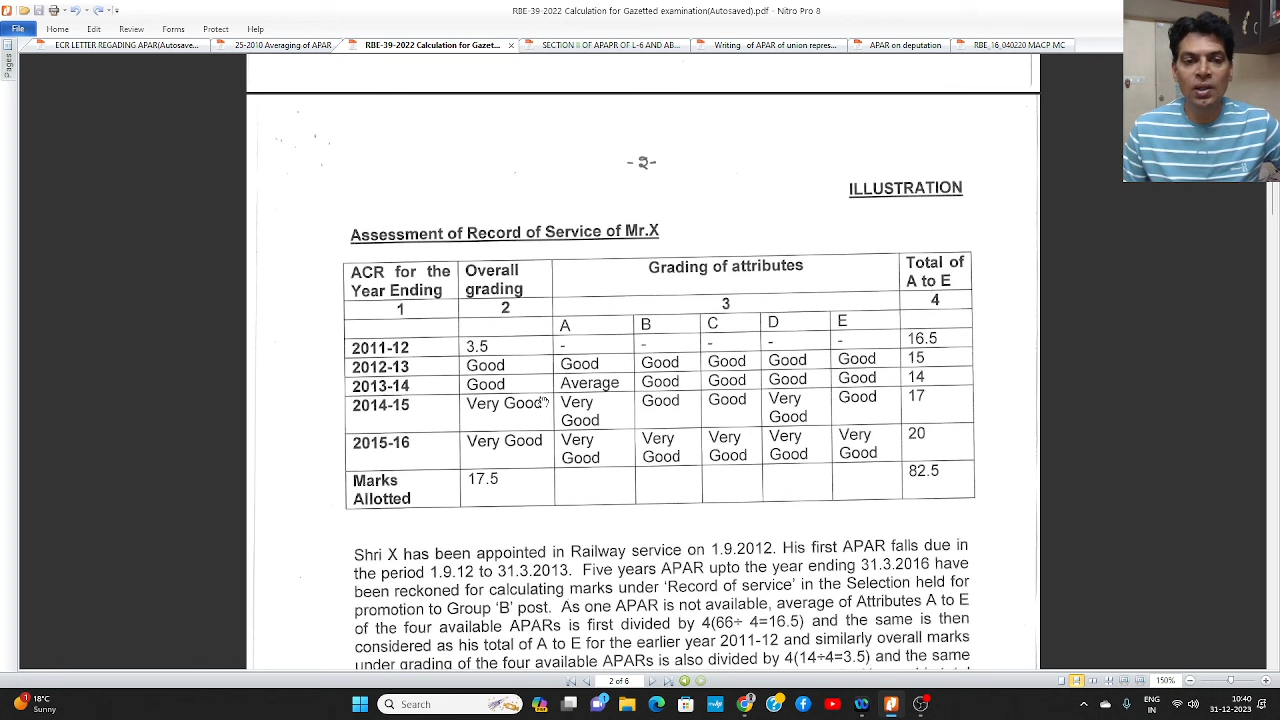 RBE-39-2022 Calculation for Gazetted examination(Autosaved).pdf - Nitro Pro 8
File Home Review Forms Protect Help
ECR LETTER REGADING APAR(Autosave... 25-2010 Averaging of APAR RBE-39-2022 Calculation for Gazet... SECTION II OF APAPR OF L-6 AND AB... Writing of APAR of union repres... APAR on deputation RBE_16_040220 MACP MC
Pages
- २ -
ILLUSTRATION
Assessment of Record of Service of Mr.X
ACR for the Year Ending Overall grading Grading of attributes Total of A to E
1 2 3 4
A B C D E
2011-12 3.5 - - - - - 16.5
2012-13 Good Good Good Good Good Good 15
2013-14 Good Average Good Good Good Good 14
2014-15 Very Good Very Good Good Good Very Good Good 17
2015-16 Very Good Very Good Very Good Very Good Very Good Very Good 20
Marks Allotted 17.5 82.5
Shri X has been appointed in Railway service on 1.9.2012. His first APAR falls due in
the period 1.9.12 to 31.3.2013. Five years APAR upto the year ending 31.3.2016 have
been reckoned for calculating marks under 'Record of service' in the Selection held for
promotion to Group 'B' post. As one APAR is not available, average of Attributes A to E
of the four available APARs is first divided by 4(66÷ 4=16.5) and the same is then
considered as his total of A to E for the earlier year 2011-12 and similarly overall marks
under grading of the four available APARs is also divided by 4(14÷4=3.5) and the same
2 of 6
150%
18°C
Sunny
Search
ENG
IN
10:40
31-12-2023